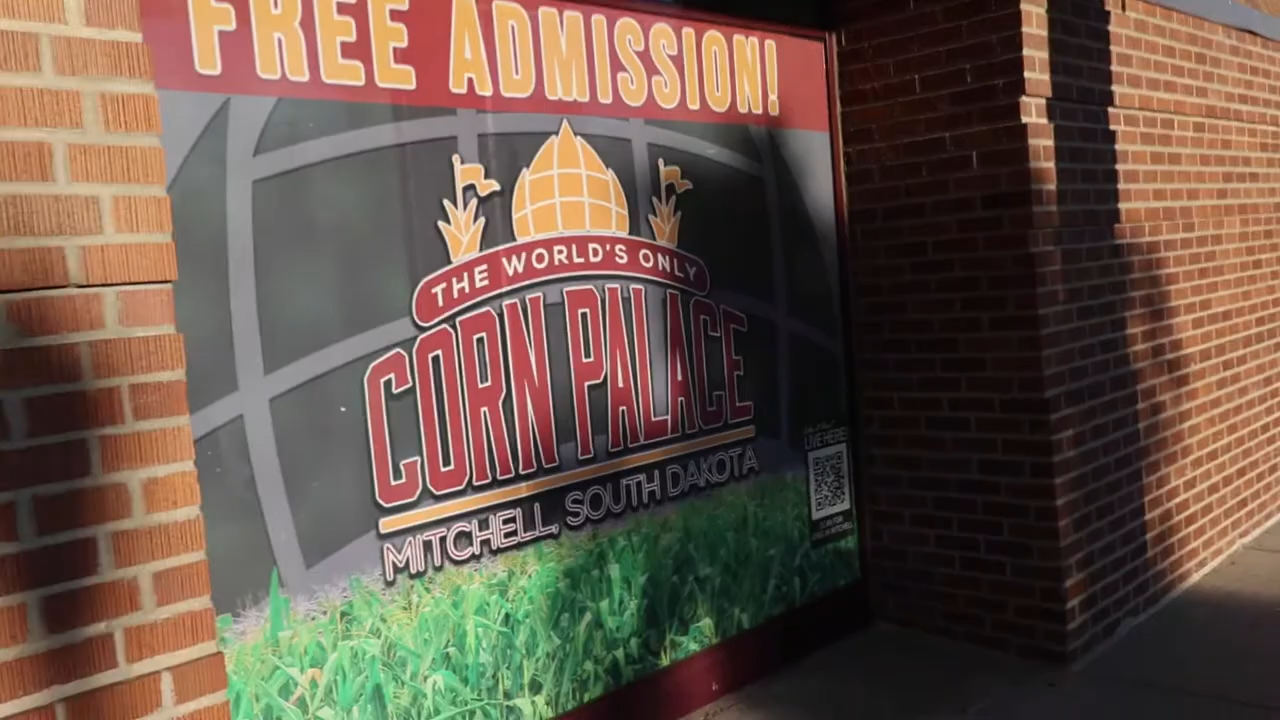 FREE ADMISSION!
THE WORLD'S ONLY
CORN PALACE
MITCHELL, SOUTH DAKOTA
LIVE HERE!